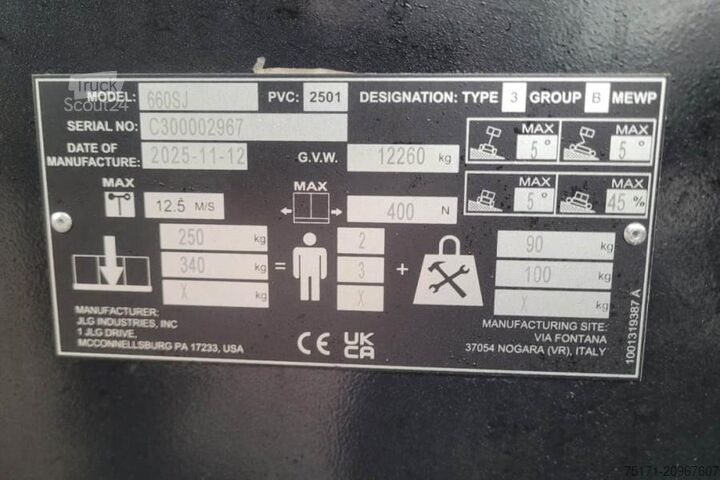 Truck
Scout24
MODEL: 660SJ PVC: 2501 DESIGNATION: TYPE 3 GROUP B MEWP
SERIAL NO: C300002967
DATE OF
MANUFACTURE: 2025-11-12 G.V.W. 12260 kg
MAX 5° MAX 5°
MAX 5° MAX 45%
MAX 12.5 M/S MAX 400 N
250 kg 2 90 kg
340 kg = 3 + 100 kg
X kg X X kg
MANUFACTURER:
JLG INDUSTRIES, INC
1 JLG DRIVE,
MCCONNELLSBURG PA 17233, USA
CE UK
CA
MANUFACTURING SITE:
VIA FONTANA
37054 NOGARA (VR), ITALY
1001319387 A
75171-20967607